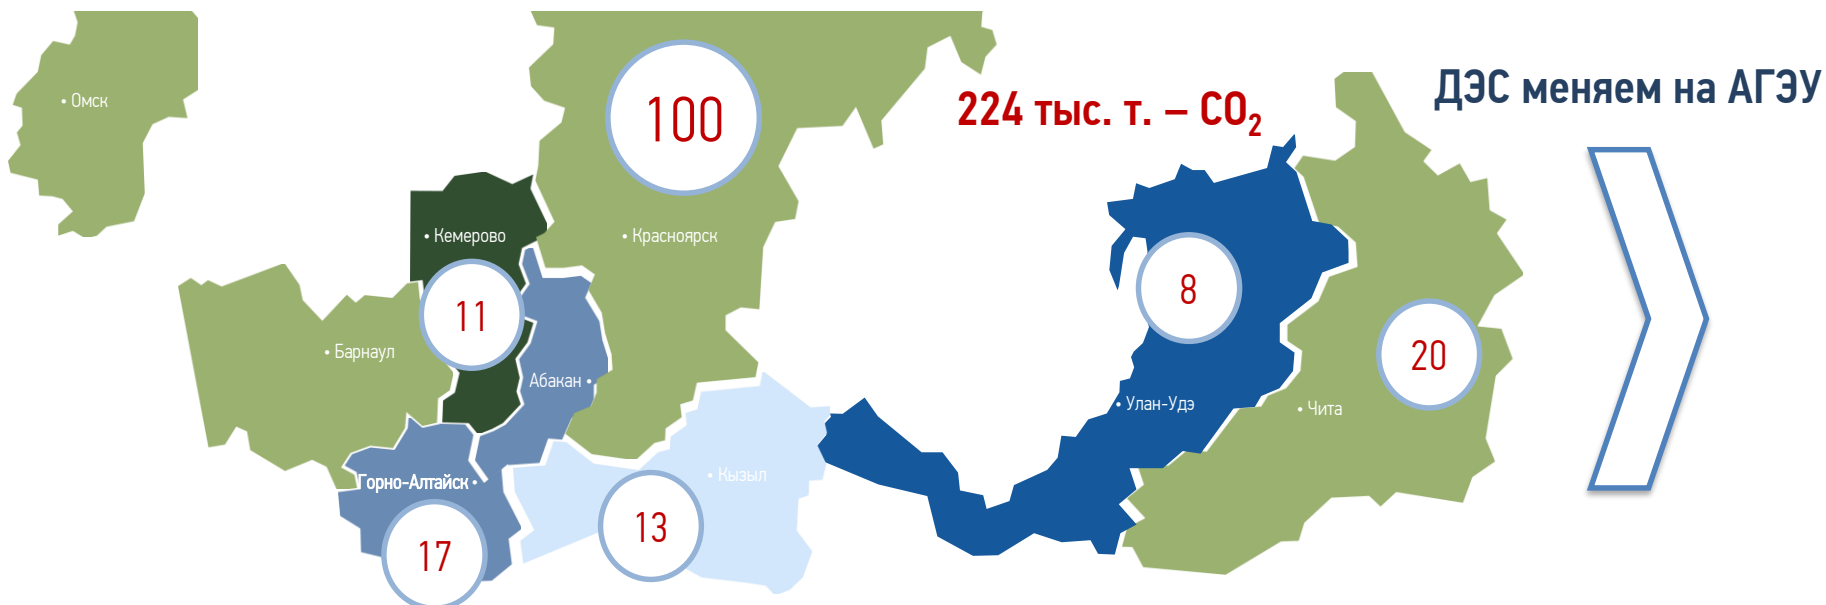 ДЭС меняем на АГЭУ
224 тыс. т. – CO₂
• Омск
100
• Кемерово
• Красноярск
11
8
• Барнаул
20
Абакан •
• Улан-Удэ
• Чита
Горно-Алтайск •
• Кызыл
13
17